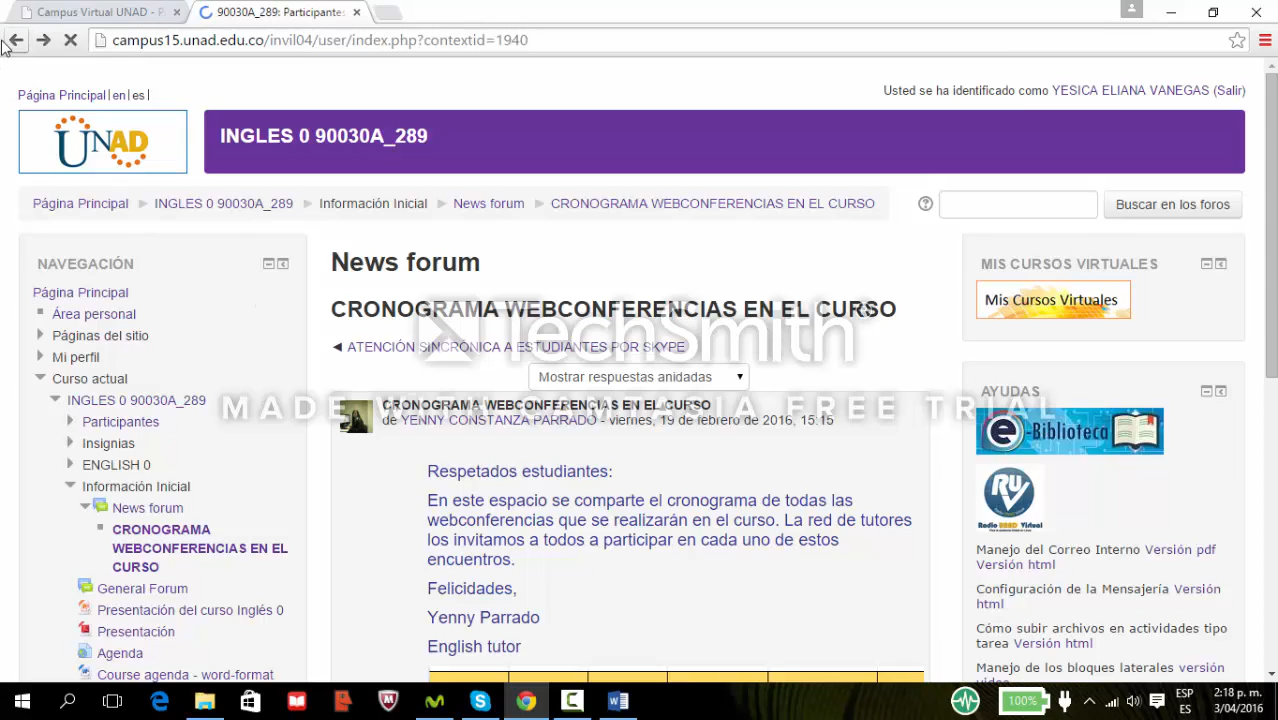 Campus Virtual UNAD - P
90030A_289: Participantes
campus15.unad.edu.co/invil04/user/index.php?contextid=1940
Página Principal | en | es |
Usted se ha identificado como YESICA ELIANA VANEGAS (Salir)
UNAD
INGLES 0 90030A_289
Página Principal
INGLES 0 90030A_289
Información Inicial
News forum
CRONOGRAMA WEBCONFERENCIAS EN EL CURSO
Buscar en los foros
NAVEGACIÓN
Página Principal
Área personal
Páginas del sitio
Mi perfil
Curso actual
INGLES 0 90030A_289
Participantes
Insignias
ENGLISH 0
Información Inicial
News forum
CRONOGRAMA
WEBCONFERENCIAS EN EL
CURSO
General Forum
Presentación del curso Inglés 0
Presentación
Agenda
Course agenda - word-format
News forum
CRONOGRAMA WEBCONFERENCIAS EN EL CURSO
◄ ATENCIÓN SINCRÓNICA A ESTUDIANTES POR SKYPE
TechSmith
Mostrar respuestas anidadas
MADE WITH CAMTASIA FREE TRIAL
CRONOGRAMA WEBCONFERENCIAS EN EL CURSO
de YENNY CONSTANZA PARRADO - viernes, 19 de febrero de 2016, 15:15
Respetados estudiantes:
En este espacio se comparte el cronograma de todas las
webconferencias que se realizarán en el curso. La red de tutores
los invitamos a todos a participar en cada uno de estos
encuentros.
Felicidades,
Yenny Parrado
English tutor
MIS CURSOS VIRTUALES
Mis Cursos Virtuales
AYUDAS
e-Biblioteca
RUV
Radio UNAD Virtual
Manejo del Correo Interno Versión pdf
Versión html
Configuración de la Mensajería Versión
html
Cómo subir archivos en actividades tipo
tarea Versión html
Manejo de los bloques laterales versión
video
100%
ESP
ES
2:18 p. m.
3/04/2016